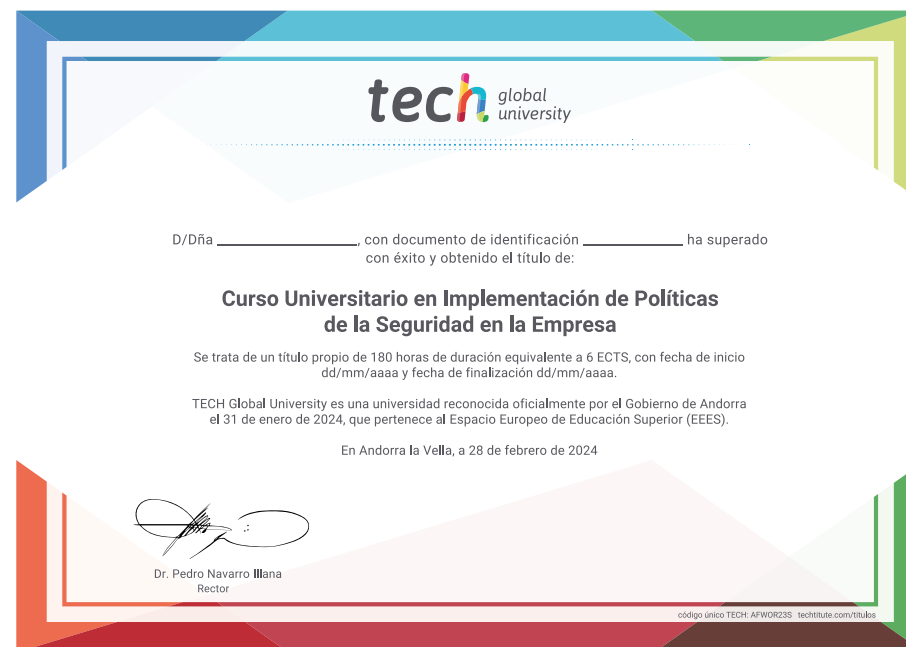 tech global university
D/Dña ____________________, con documento de identificación ______________ ha superado
con éxito y obtenido el título de:
Curso Universitario en Implementación de Políticas
de la Seguridad en la Empresa
Se trata de un título propio de 180 horas de duración equivalente a 6 ECTS, con fecha de inicio
dd/mm/aaaa y fecha de finalización dd/mm/aaaa.
TECH Global University es una universidad reconocida oficialmente por el Gobierno de Andorra
el 31 de enero de 2024, que pertenece al Espacio Europeo de Educación Superior (EEES).
En Andorra la Vella, a 28 de febrero de 2024
Dr. Pedro Navarro Illana
Rector
código único TECH: AFWOR23S techtitute.com/titulos